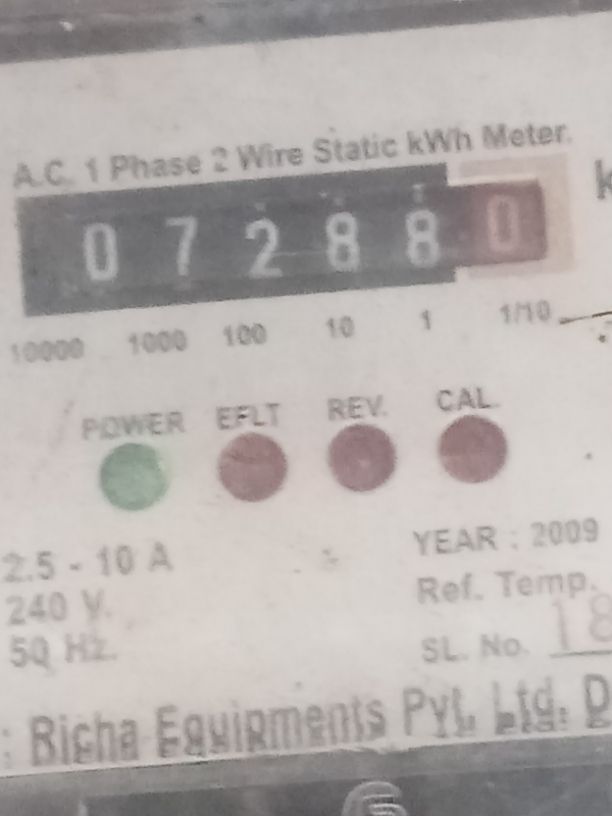 A.C. 1 Phase 2 Wire Static kWh Meter.
0 7 2 8 8 0
10000 1000 100 10 1 1/10
POWER EFLT REV. CAL.
2.5 - 10 A
240 V.
50 Hz.
YEAR : 2009
Ref. Temp.
SL. No. 18
: Richa Equipments Pvt. Ltd. D